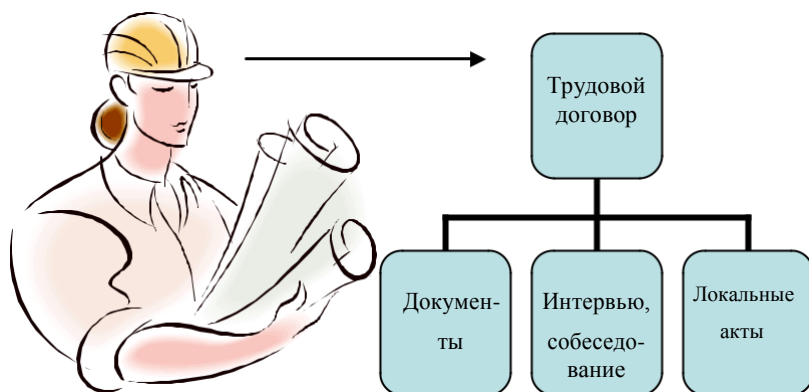 Трудовой
договор
Докумен-
ты
Интервью,
собеседо-
вание
Локальные
акты